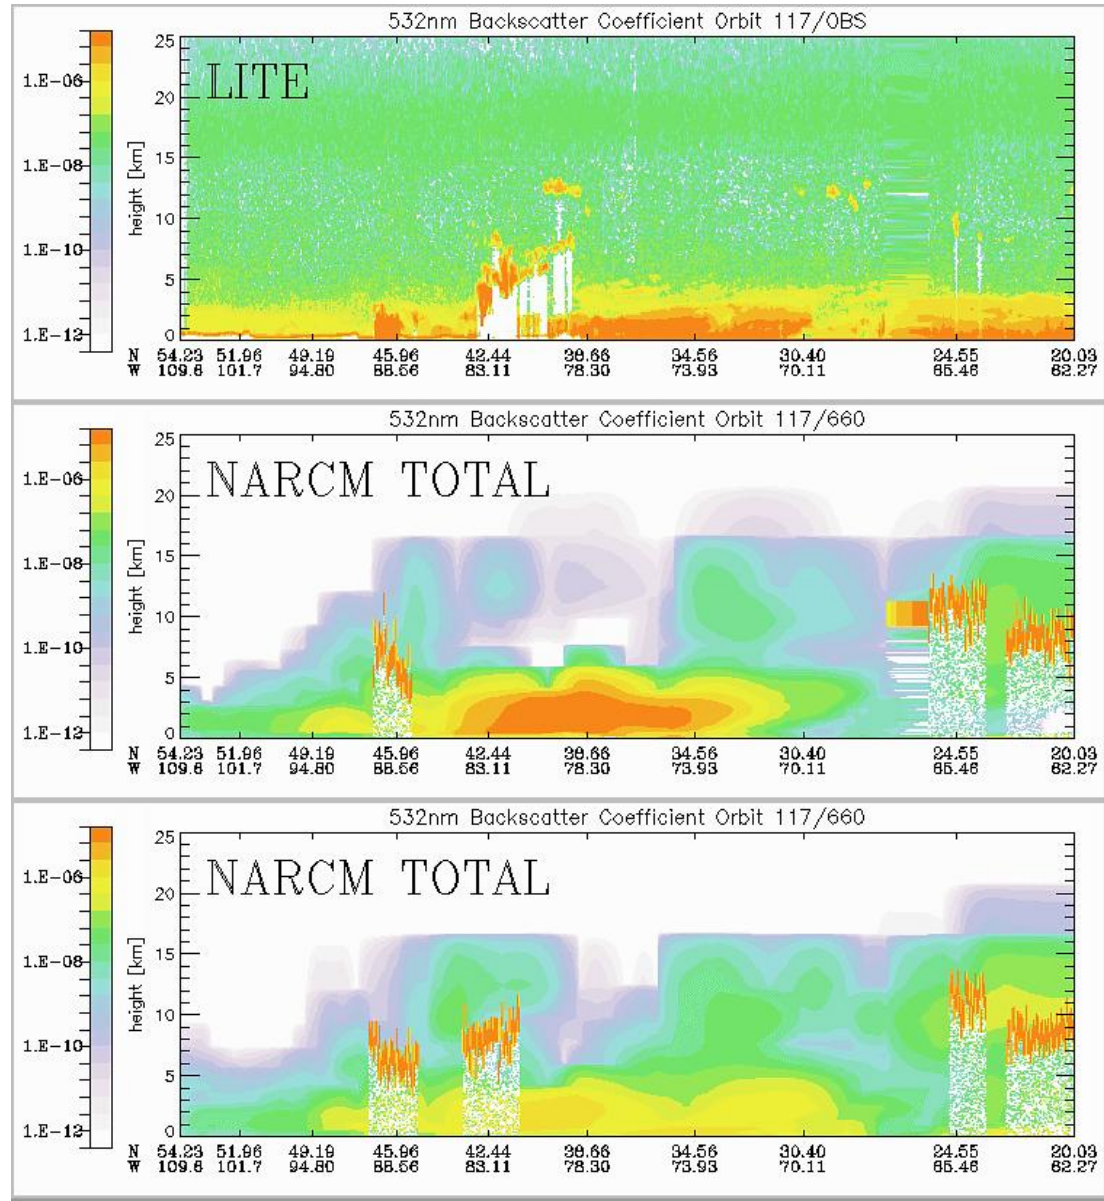 532nm Backscatter Coefficient Orbit 117/OBS
LITE
1.E-06
1.E-08
1.E-10
1.E-12
height [km]
25
20
15
10
5
0
N 54.23 51.96 49.19 45.96 42.44 38.66 34.56 30.40 24.55 20.03
W 109.6 101.7 94.80 88.56 83.11 78.30 73.93 70.11 65.46 62.27
532nm Backscatter Coefficient Orbit 117/660
NARCM TOTAL
1.E-06
1.E-08
1.E-10
1.E-12
height [km]
25
20
15
10
5
0
N 54.23 51.96 49.19 45.96 42.44 38.66 34.56 30.40 24.55 20.03
W 109.6 101.7 94.80 88.56 83.11 78.30 73.93 70.11 65.46 62.27
532nm Backscatter Coefficient Orbit 117/660
NARCM TOTAL
1.E-06
1.E-08
1.E-10
1.E-12
height [km]
25
20
15
10
5
0
N 54.23 51.96 49.19 45.96 42.44 38.66 34.56 30.40 24.55 20.03
W 109.6 101.7 94.80 88.56 83.11 78.30 73.93 70.11 65.46 62.27